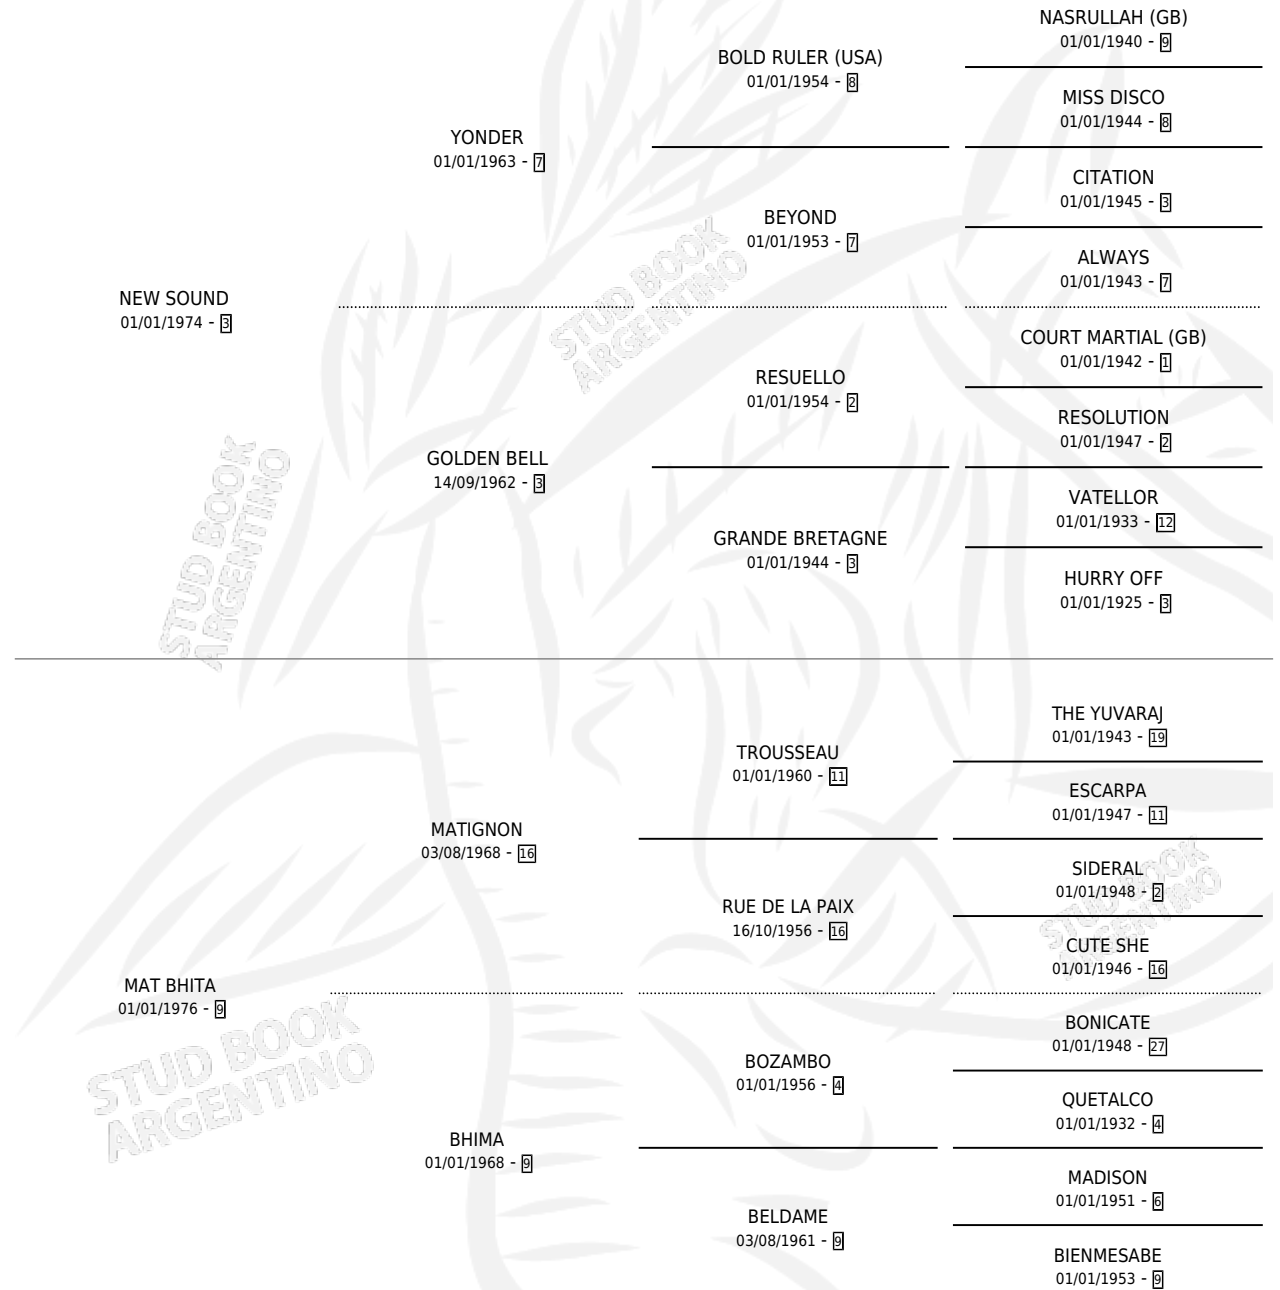 NASRULLAH (GB)
01/01/1940 - 9
BOLD RULER (USA)
01/01/1954 - 8
MISS DISCO
01/01/1944 - 8
YONDER
01/01/1963 - 7
CITATION
01/01/1945 - 3
BEYOND
01/01/1953 - 7
ALWAYS
01/01/1943 - 7
NEW SOUND
01/01/1974 - 3
COURT MARTIAL (GB)
01/01/1942 - 1
RESUELLO
01/01/1954 - 2
RESOLUTION
01/01/1947 - 2
GOLDEN BELL
14/09/1962 - 3
VATELLOR
01/01/1933 - 12
GRANDE BRETAGNE
01/01/1944 - 3
HURRY OFF
01/01/1925 - 3
THE YUVARAJ
01/01/1943 - 19
TROUSSEAU
01/01/1960 - 11
ESCARPA
01/01/1947 - 11
MATIGNON
03/08/1968 - 16
SIDERAL
01/01/1948 - 2
RUE DE LA PAIX
16/10/1956 - 16
CUTE SHE
01/01/1946 - 16
MAT BHITA
01/01/1976 - 9
BONICATE
01/01/1948 - 27
BOZAMBO
01/01/1956 - 4
QUETALCO
01/01/1932 - 4
BHIMA
01/01/1968 - 9
MADISON
01/01/1951 - 6
BELDAME
03/08/1961 - 9
BIENMESABE
01/01/1953 - 9
STUD BOOK
ARGENTINO
STUD BOOK
ARGENTINO
STUD BOOK
ARGENTINO
STUD BOOK
ARGENTINO